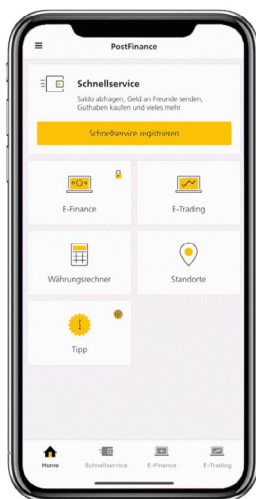 PostFinance
Schnellservice
Saldo abfragen, Geld an Freunde senden,
Guthaben kaufen und vieles mehr.
Schnellservice registrieren
E-Finance
E-Trading
Währungsrechner
Standorte
Tipp
Home
Schnellservice
E-Finance
E-Trading